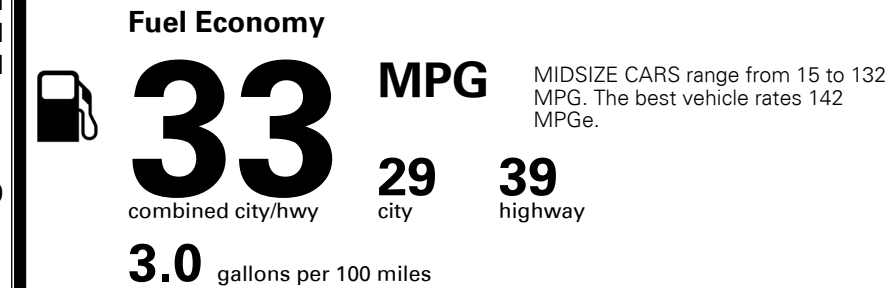 Fuel Economy
33 MPG
MIDSIZE CARS range from 15 to 132
MPG. The best vehicle rates 142
MPGe.
29 39
combined city/hwy city highway
3.0 gallons per 100 miles